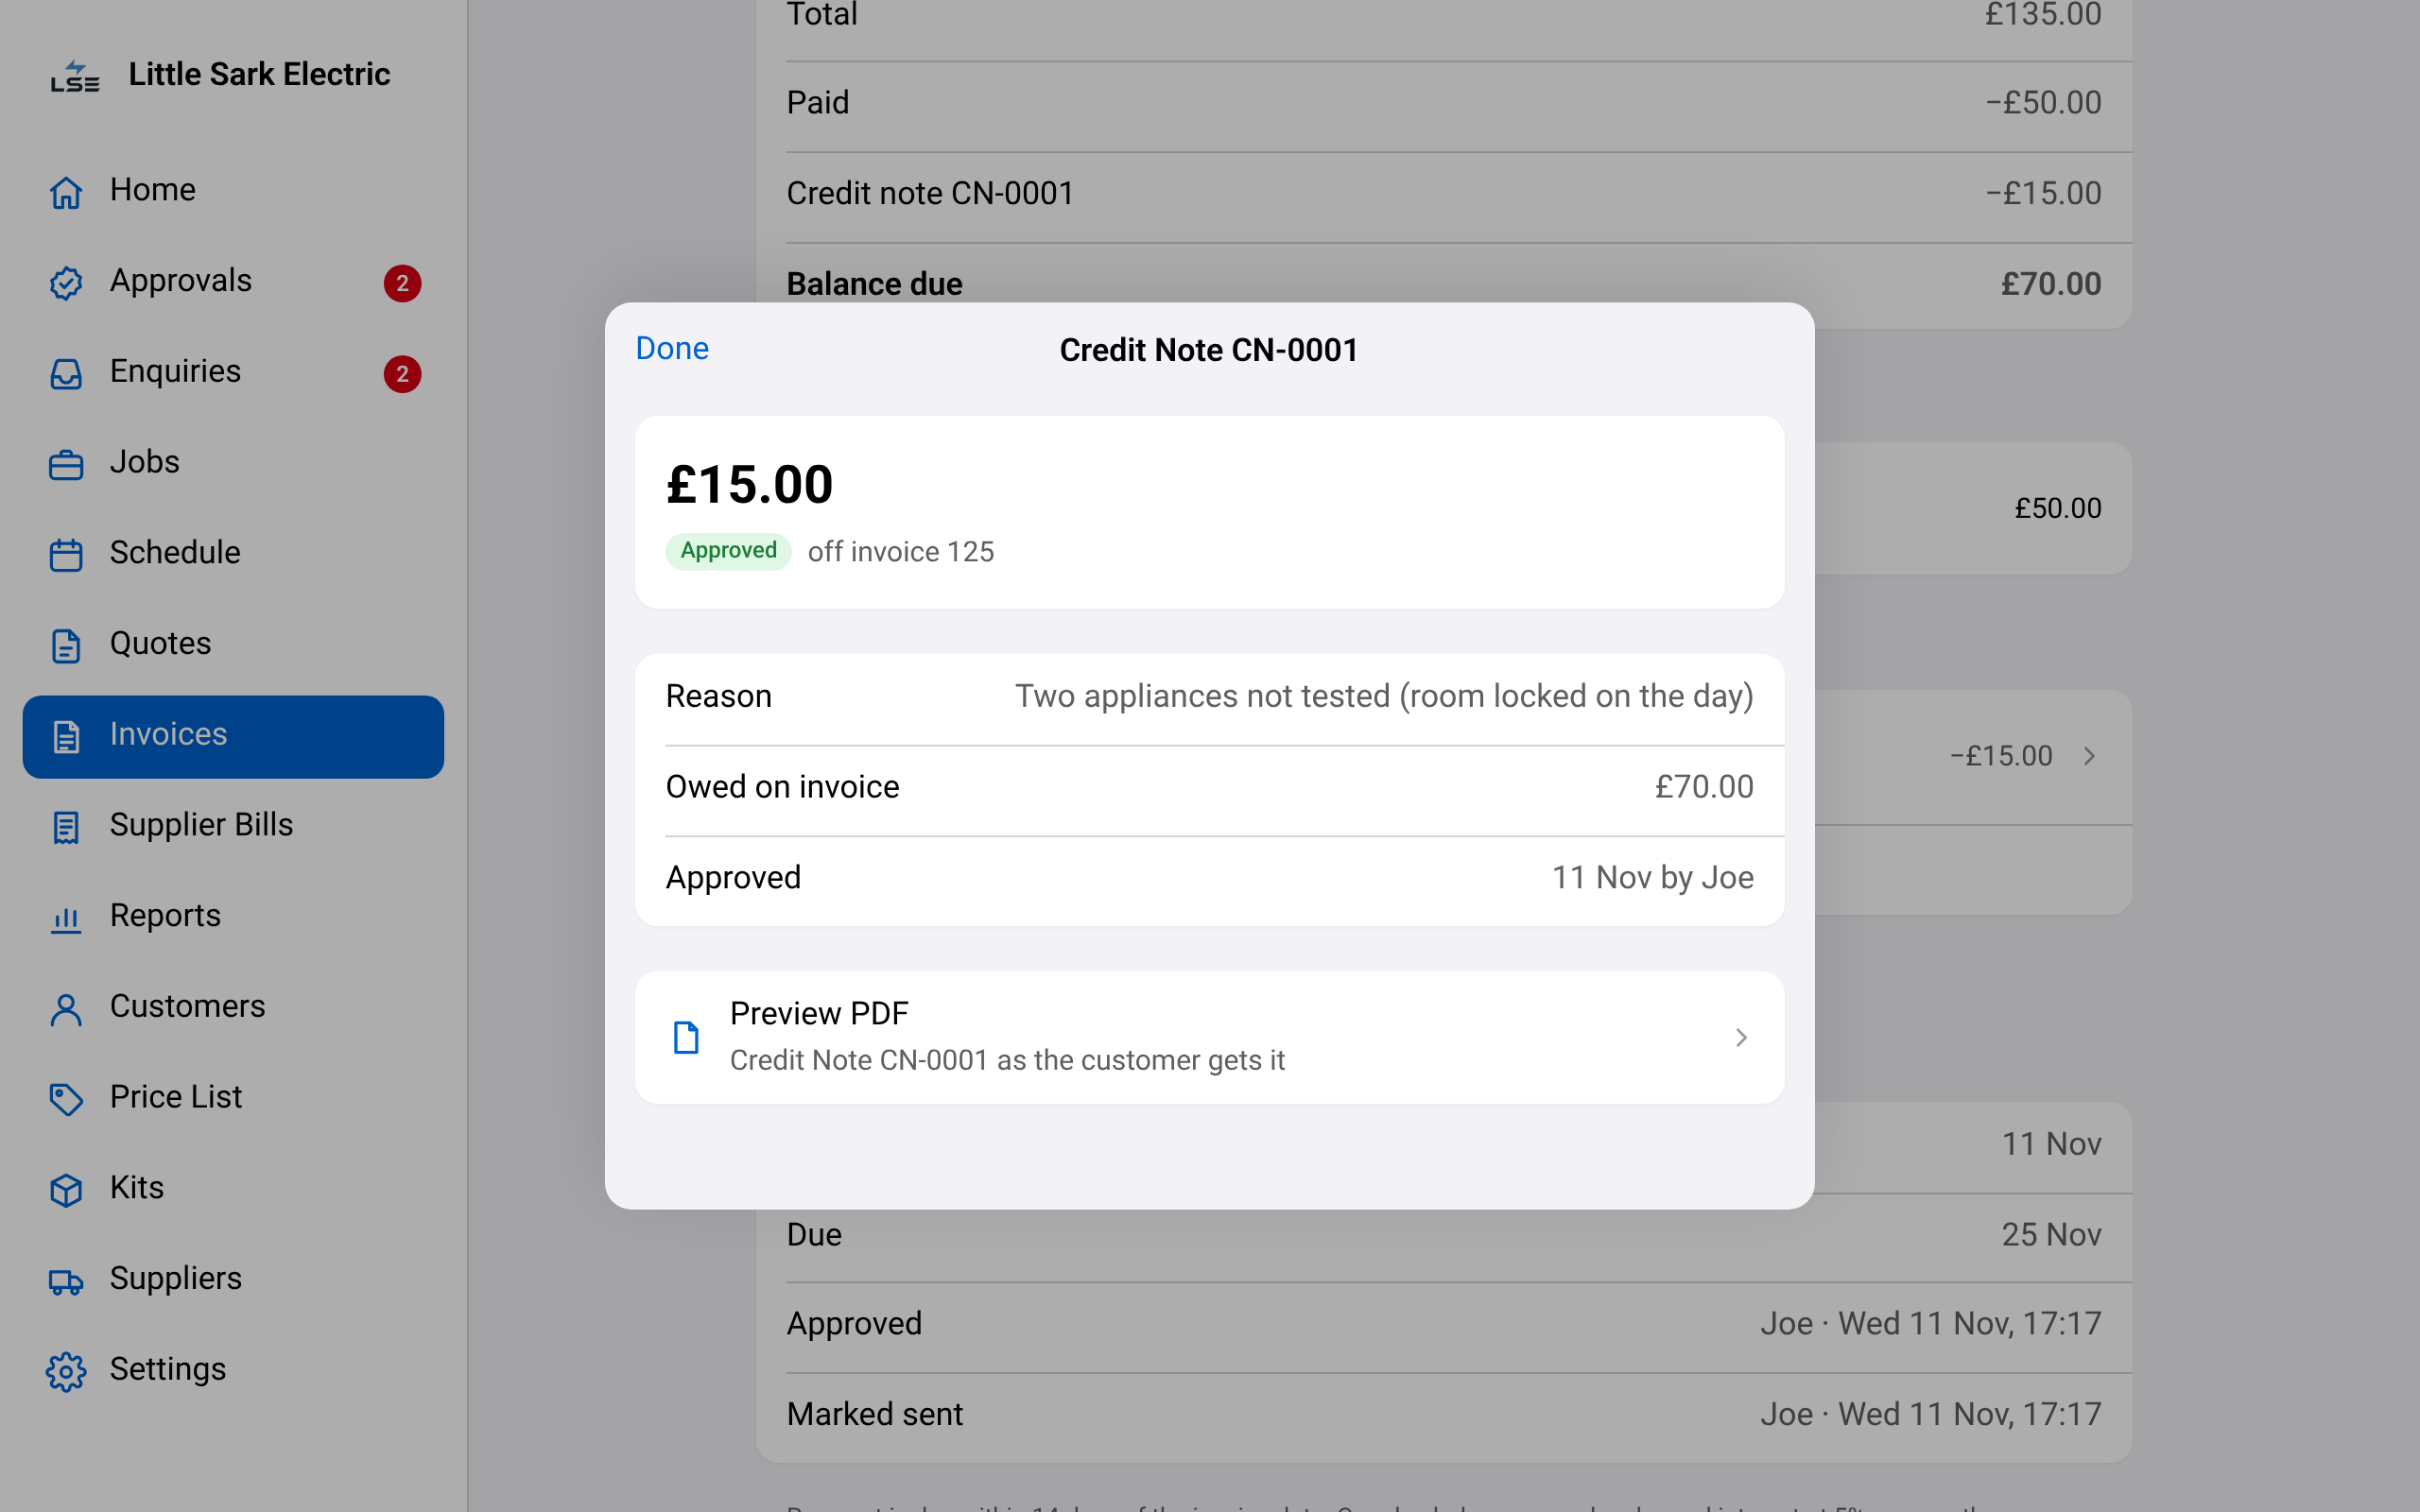 LSE
Little Sark Electric
Home
Approvals 2
Enquiries 2
Jobs
Schedule
Quotes
Invoices
Supplier Bills
Reports
Customers
Price List
Kits
Suppliers
Settings
Total £135.00
Paid −£50.00
Credit note CN-0001 −£15.00
Balance due £70.00
Done
Credit Note CN-0001
£15.00
Approved off invoice 125
Reason Two appliances not tested (room locked on the day)
Owed on invoice £70.00
Approved 11 Nov by Joe
Preview PDF
Credit Note CN-0001 as the customer gets it
£50.00
−£15.00
11 Nov
Due 25 Nov
Approved Joe · Wed 11 Nov, 17:17
Marked sent Joe · Wed 11 Nov, 17:17